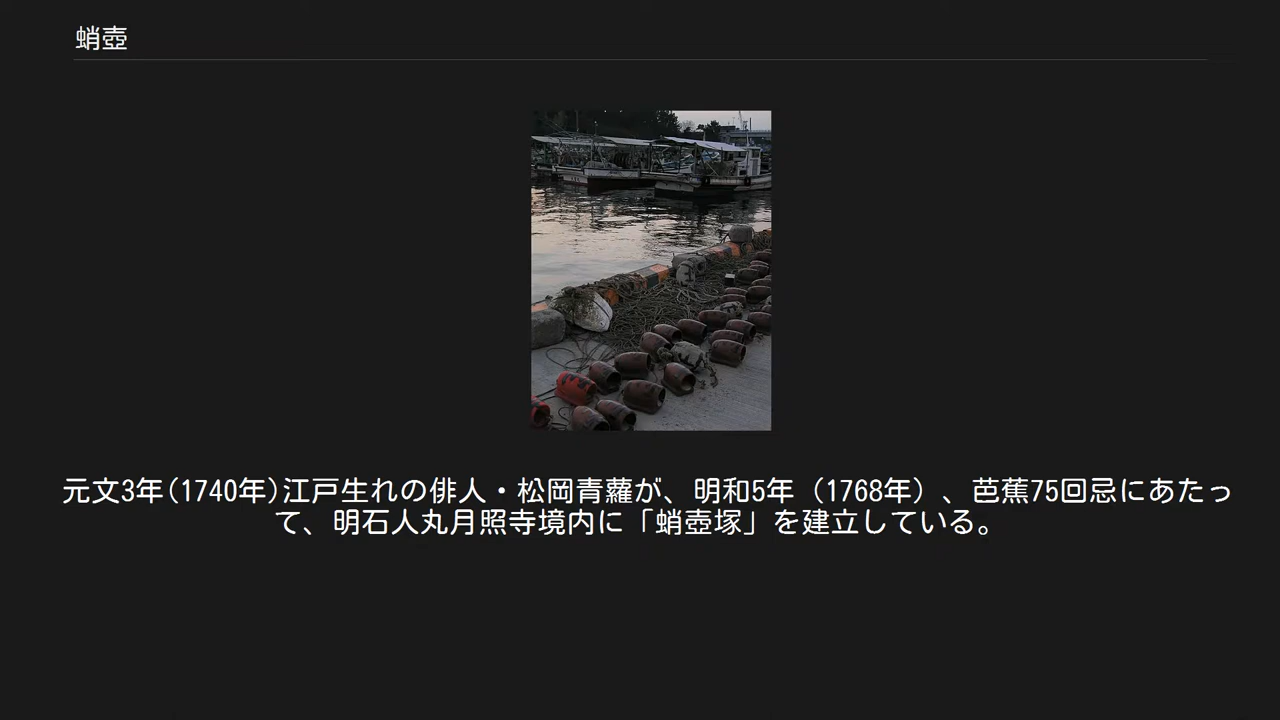 蛸壺
元文3年(1740年)江戸生れの俳人・松岡青蘿が、明和5年（1768年）、芭蕉75回忌にあたっ
て、明石人丸月照寺境内に「蛸壺塚」を建立している。